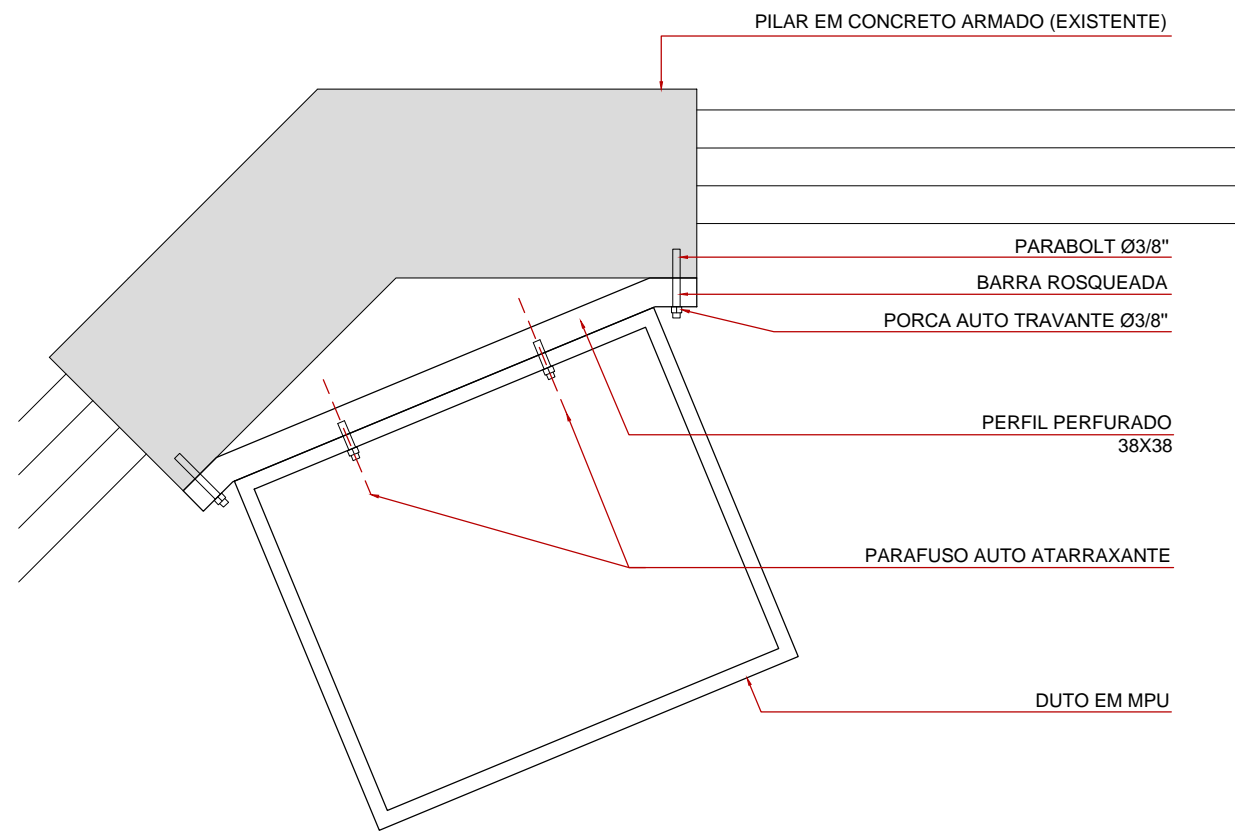 PILAR EM CONCRETO ARMADO (EXISTENTE)
PARABOLT Ø3/8"
BARRA ROSQUEADA
PORCA AUTO TRAVANTE Ø3/8"
PERFIL PERFURADO
38X38
PARAFUSO AUTO ATARRAXANTE
DUTO EM MPU